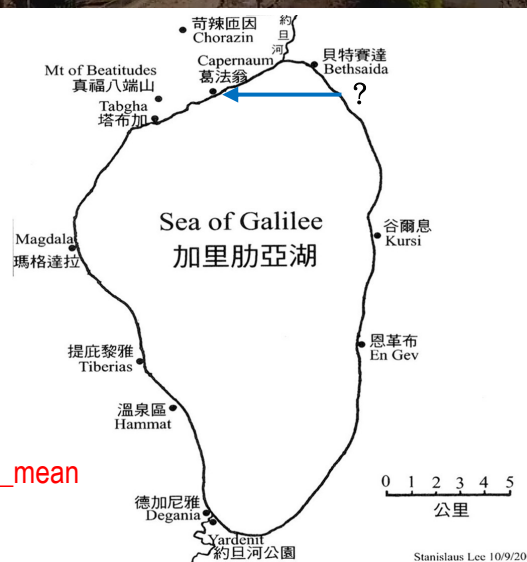 苛辣匝因
Chorazin
約旦河
Capernaum
葛法翁
貝特賽達
Bethsaida
Mt of Beatitudes
真福八端山
Tabgha
塔布加
?
Sea of Galilee
加里肋亞湖
Magdala
瑪格達拉
谷爾息
Kursi
提庇黎雅
Tiberias
恩革布
En Gev
溫泉區
Hammat
_mean
0 1 2 3 4 5
公里
德加尼雅
Degania
Yardenit
約旦河公園
Stanislaus Lee 10/9/20